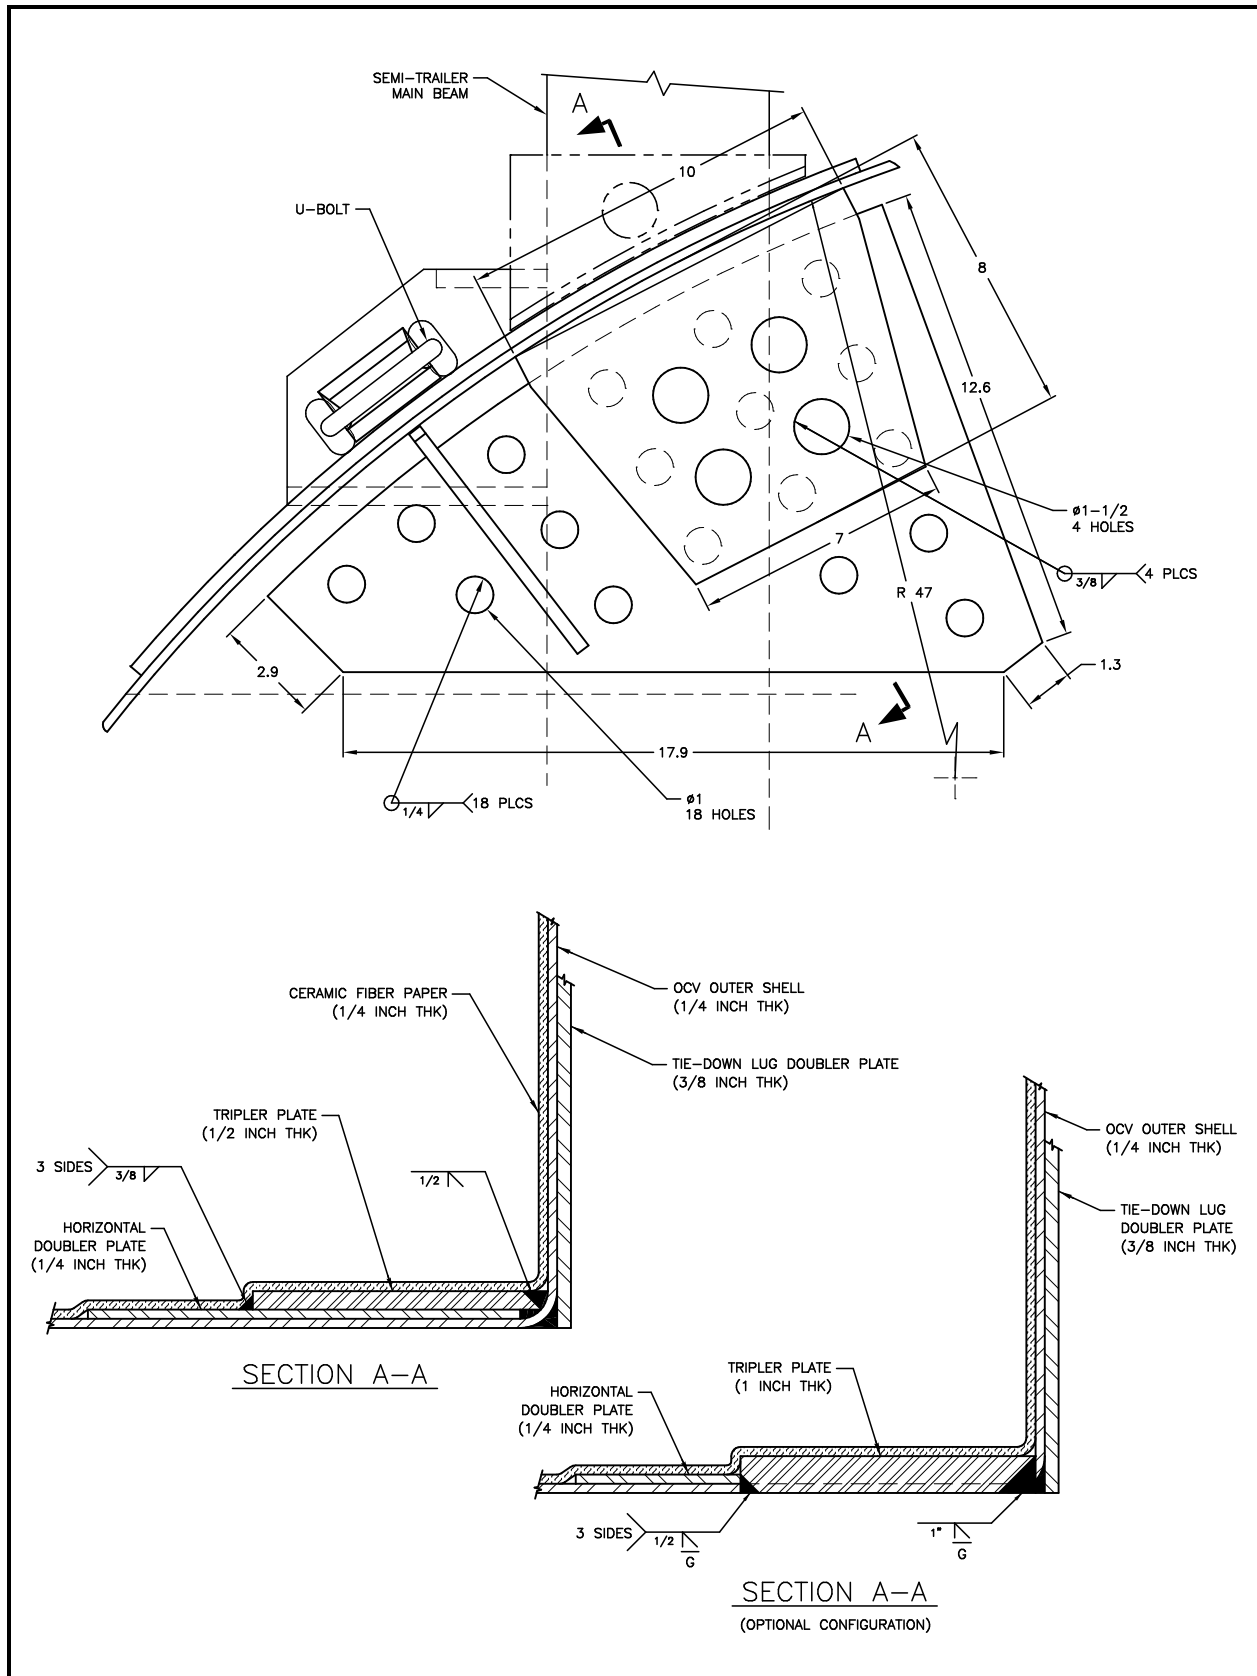 SEMI-TRAILER
MAIN BEAM
A
10
U-BOLT
8
12.6
ø1-1/2
4 HOLES
7
3/8
4 PLCS
R 47
2.9
1.3
A
17.9
1/4
18 PLCS
ø1
18 HOLES
CERAMIC FIBER PAPER
(1/4 INCH THK)
OCV OUTER SHELL
(1/4 INCH THK)
TIE-DOWN LUG DOUBLER PLATE
(3/8 INCH THK)
TRIPLER PLATE
(1/2 INCH THK)
3 SIDES
3/8
1/2
HORIZONTAL
DOUBLER PLATE
(1/4 INCH THK)
SECTION A-A
OCV OUTER SHELL
(1/4 INCH THK)
TIE-DOWN LUG
DOUBLER PLATE
(3/8 INCH THK)
TRIPLER PLATE
(1 INCH THK)
HORIZONTAL
DOUBLER PLATE
(1/4 INCH THK)
3 SIDES
1/2
G
1"
G
SECTION A-A
(OPTIONAL CONFIGURATION)